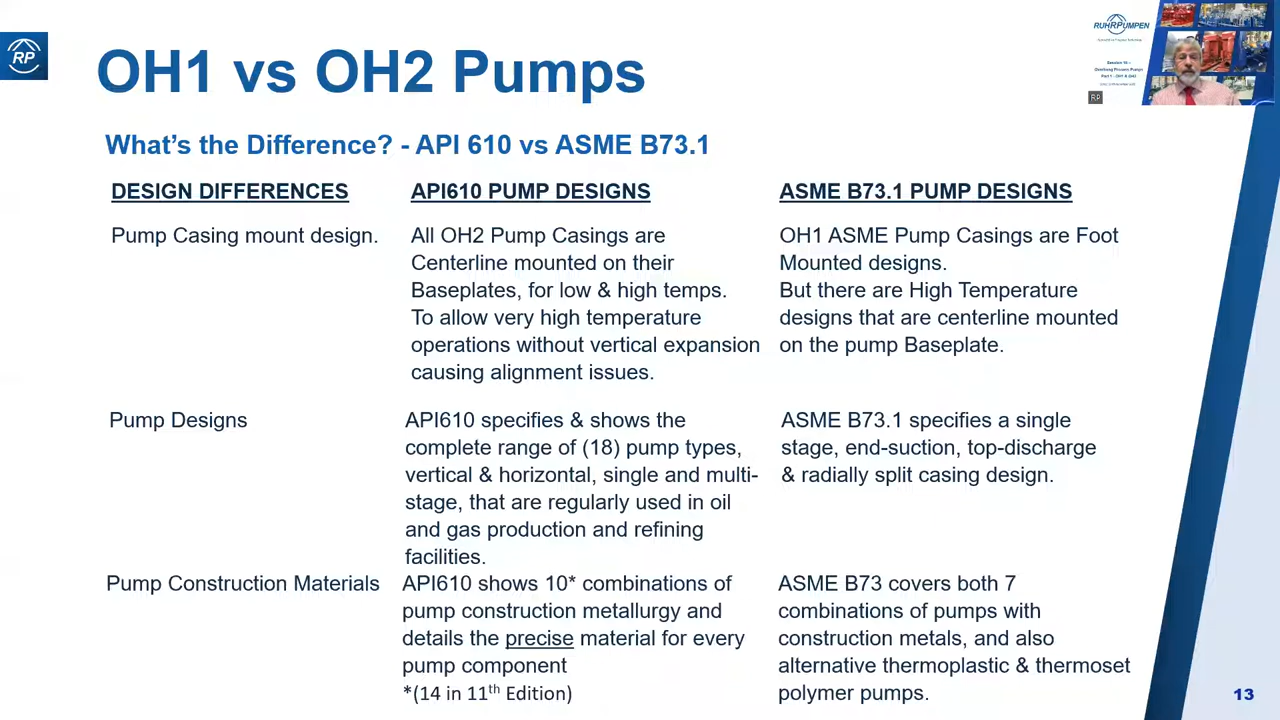 RP
OH1 vs OH2 Pumps
RUHRPUMPEN
RP
What's the Difference? - API 610 vs ASME B73.1
DESIGN DIFFERENCES
API610 PUMP DESIGNS
ASME B73.1 PUMP DESIGNS
Pump Casing mount design.
All OH2 Pump Casings are
Centerline mounted on their
Baseplates, for low & high temps.
To allow very high temperature
operations without vertical expansion
causing alignment issues.
OH1 ASME Pump Casings are Foot
Mounted designs.
But there are High Temperature
designs that are centerline mounted
on the pump Baseplate.
Pump Designs
API610 specifies & shows the
complete range of (18) pump types,
vertical & horizontal, single and multi-
stage, that are regularly used in oil
and gas production and refining
facilities.
ASME B73.1 specifies a single
stage, end-suction, top-discharge
& radially split casing design.
Pump Construction Materials
API610 shows 10* combinations of
pump construction metallurgy and
details the precise material for every
pump component
*(14 in 11th Edition)
ASME B73 covers both 7
combinations of pumps with
construction metals, and also
alternative thermoplastic & thermoset
polymer pumps.
13